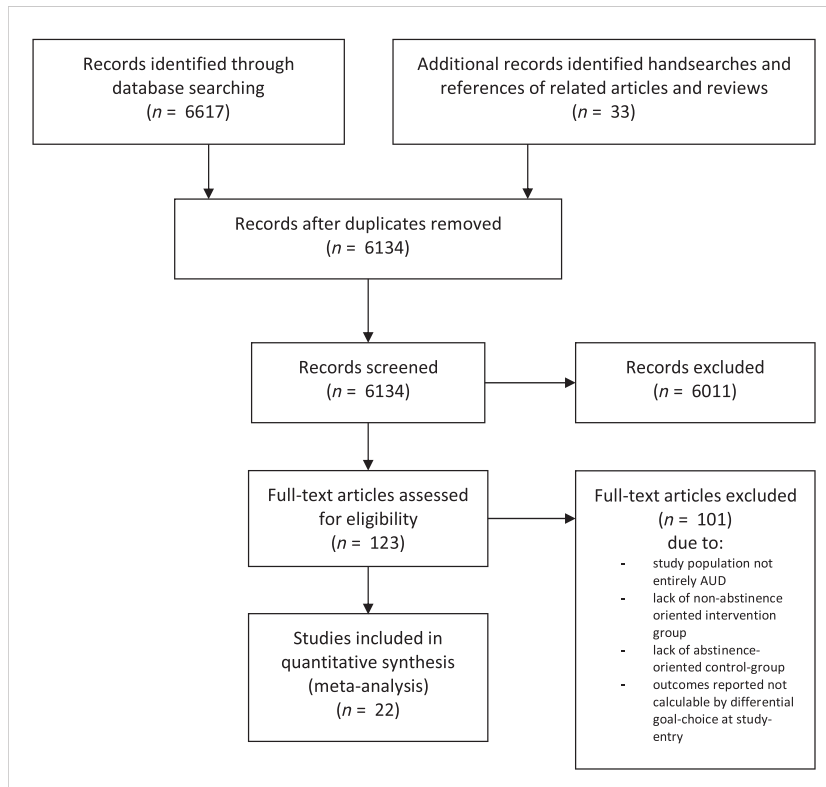 Records identified through
database searching
(n = 6617)
Additional records identified handsearches and
references of related articles and reviews
(n = 33)
Records after duplicates removed
(n = 6134)
Records screened
(n = 6134)
Records excluded
(n = 6011)
Full-text articles assessed
for eligibility
(n = 123)
Full-text articles excluded
(n = 101)
due to:
- study population not
entirely AUD
- lack of non-abstinence
oriented intervention
group
- lack of abstinence-
oriented control-group
- outcomes reported not
calculable by differential
goal-choice at study-
entry
Studies included in
quantitative synthesis
(meta-analysis)
(n = 22)